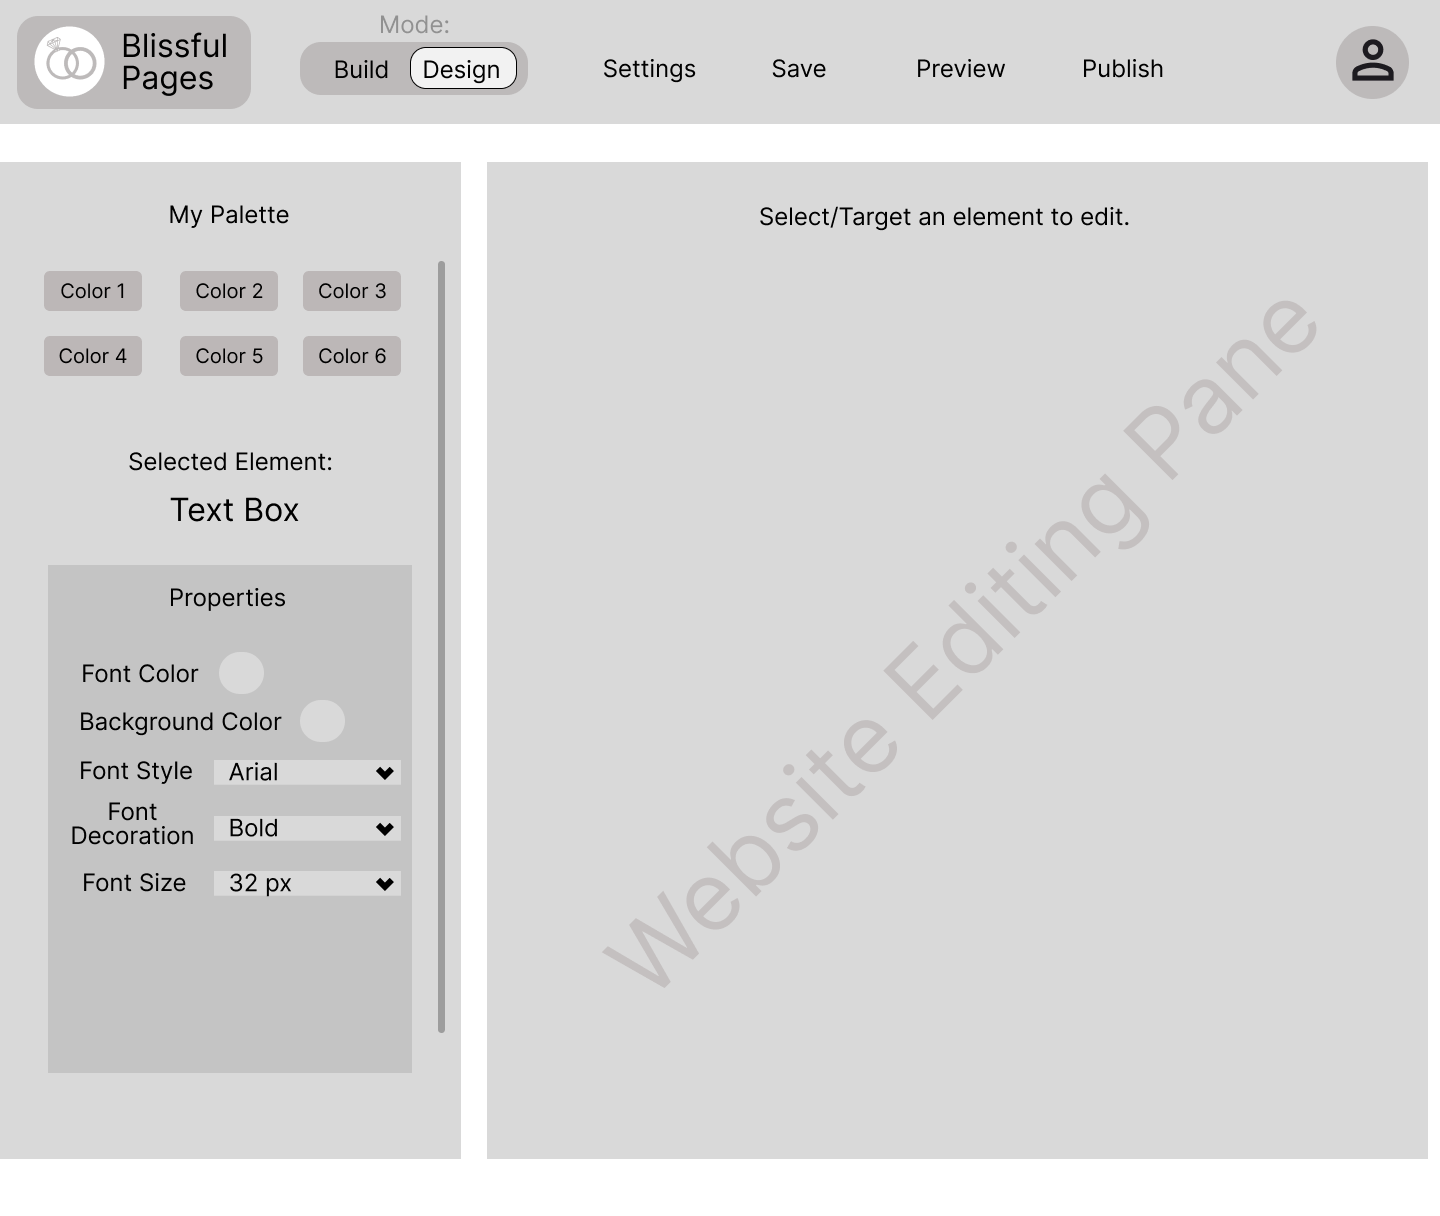 Blissful
Pages
Mode:
Build
Design
Settings
Save
Preview
Publish
My Palette
Color 1
Color 2
Color 3
Color 4
Color 5
Color 6
Selected Element:
Text Box
Properties
Font Color
Background Color
Font Style
Arial
Font
Decoration
Bold
Font Size
32 px
Select/Target an element to edit.
Website Editing Pane